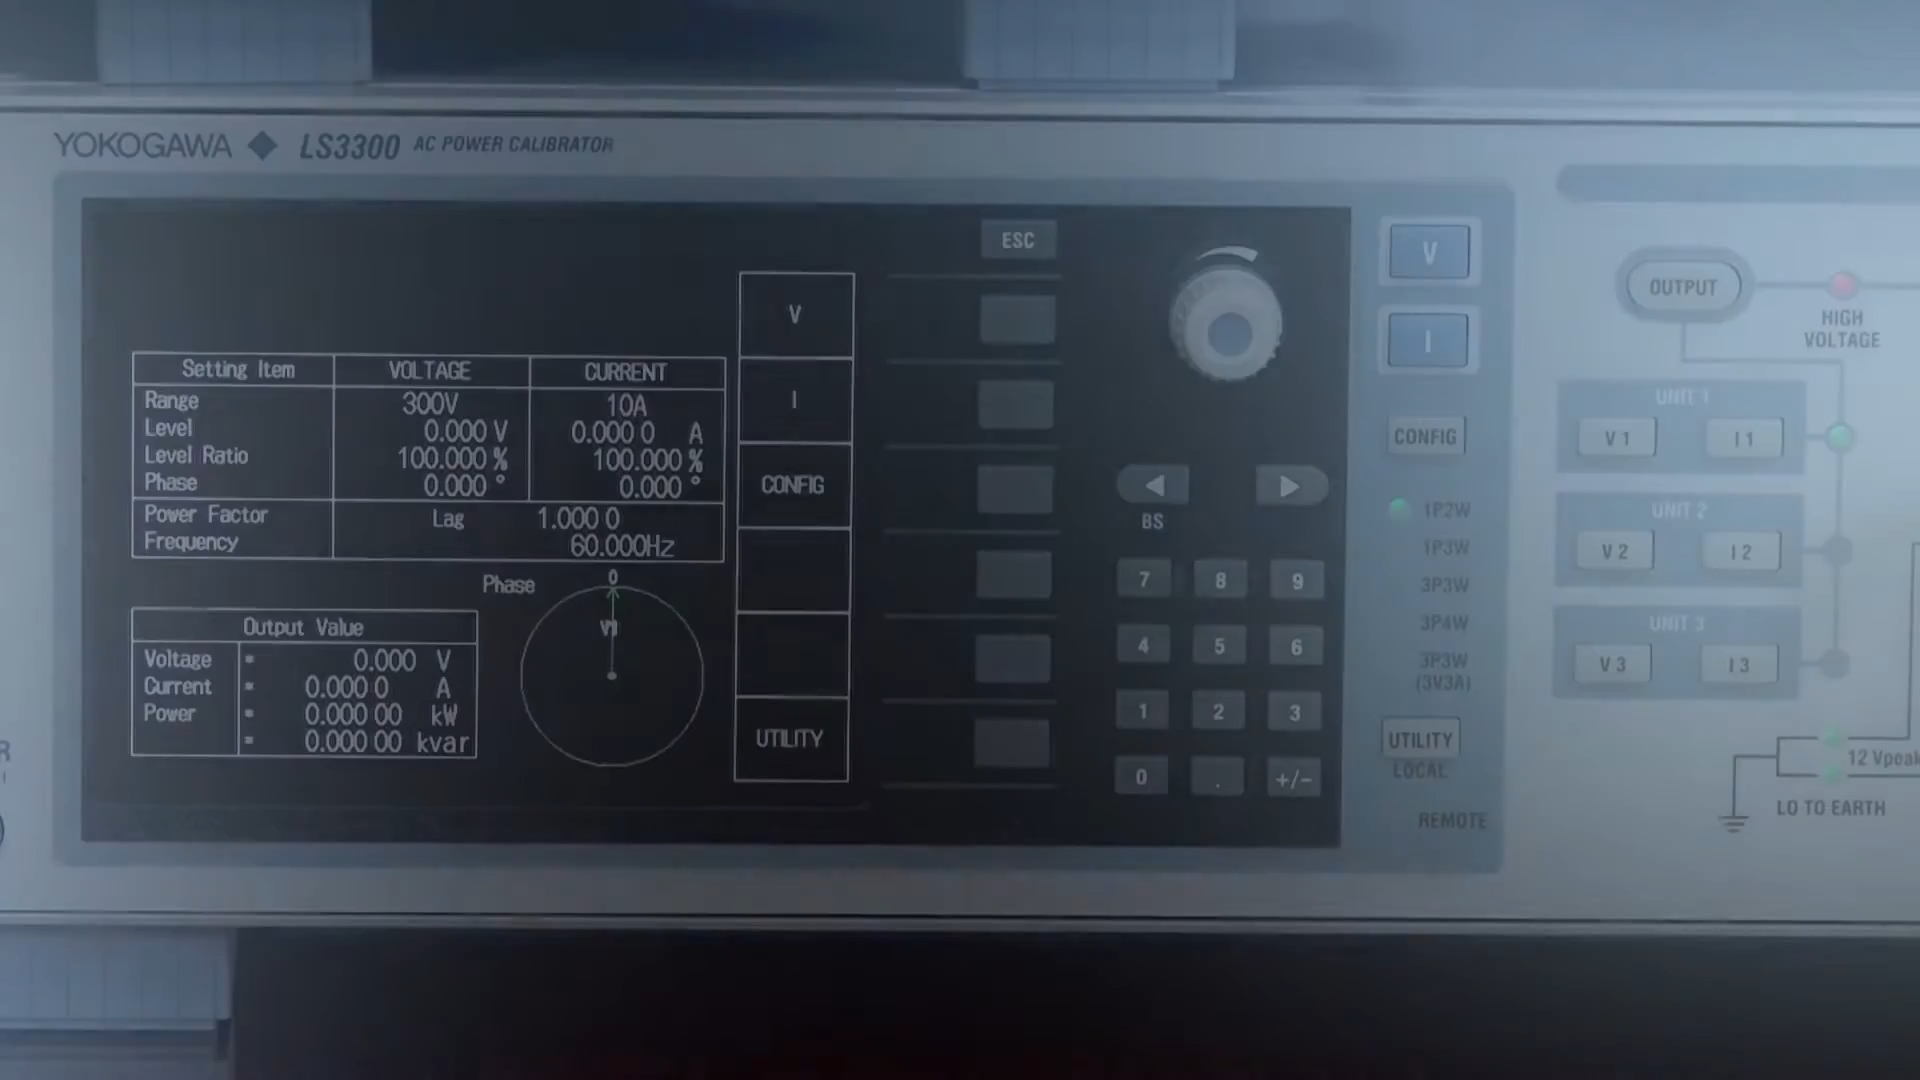 YOKOGAWA ◆ LS3300 AC POWER CALIBRATOR
Setting Item VOLTAGE CURRENT
Range 300V 10A
Level 0.000 V 0.000 0 A
Level Ratio 100.000 % 100.000 %
Phase 0.000 ° 0.000 °
Power Factor Lag 1.000 0
Frequency 60.000Hz
Phase 0
Output Value
Voltage = 0.000 V
Current = 0.000 0 A
Power = 0.000 00 kW
= 0.000 00 kvar
V
I
CONFIG
UTILITY
ESC
BS
7 8 9
4 5 6
1 2 3
0 . +/−
V
I
CONFIG
1P2W
1P3W
3P3W
3P4W
3P3W
(3V3A)
UTILITY
LOCAL
REMOTE
OUTPUT
HIGH
VOLTAGE
UNIT 1
V 1 I 1
UNIT 2
V 2 I 2
UNIT 3
V 3 I 3
12 Vpeak
LO TO EARTH